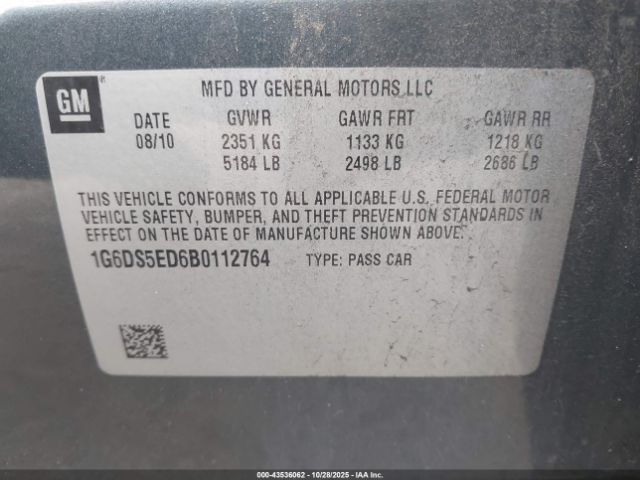 GM
MFD BY GENERAL MOTORS LLC
DATE GVWR GAWR FRT GAWR RR
08/10 2351 KG 1133 KG 1218 KG
5184 LB 2498 LB 2686 LB
THIS VEHICLE CONFORMS TO ALL APPLICABLE U.S. FEDERAL MOTOR
VEHICLE SAFETY, BUMPER, AND THEFT PREVENTION STANDARDS IN
EFFECT ON THE DATE OF MANUFACTURE SHOWN ABOVE.
1G6DS5ED6B0112764 TYPE: PASS CAR
000-43536062 | 10/28/2025 | IAAI.COM